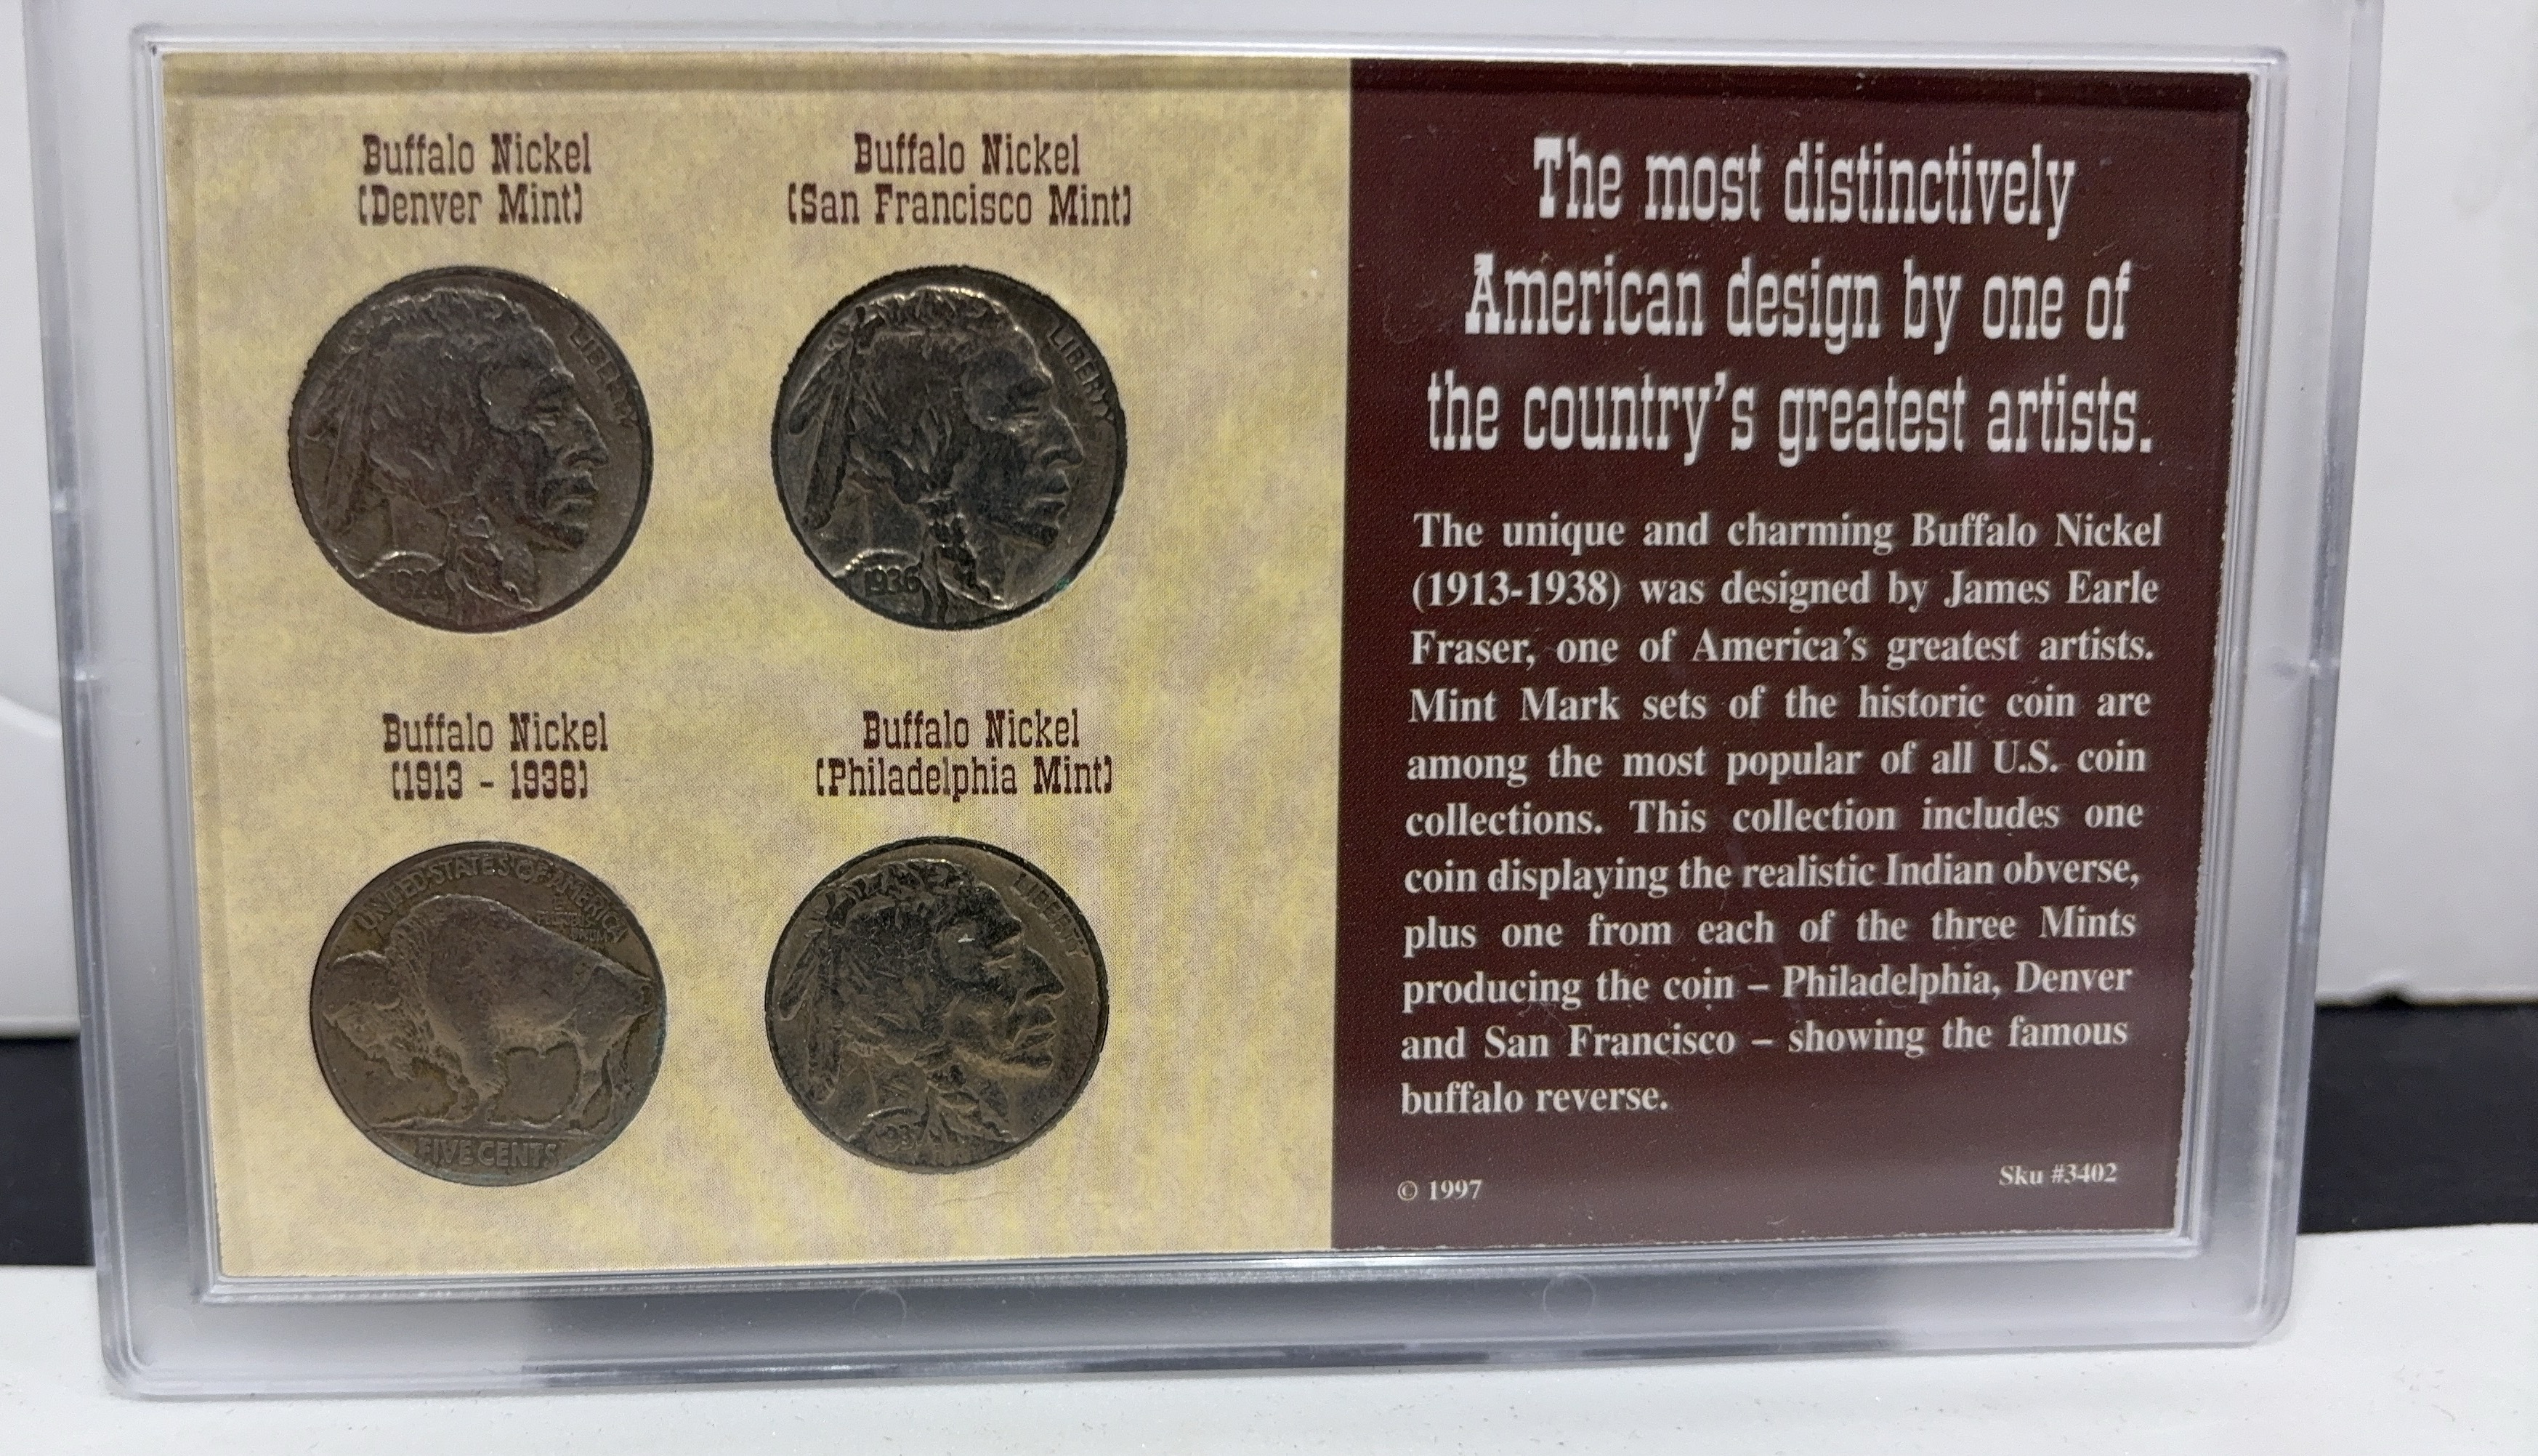 Buffalo Nickel
(Denver Mint)
LIBERTY
Buffalo Nickel
(San Francisco Mint)
LIBERTY
1936
Buffalo Nickel
(1913 - 1938)
UNITED STATES OF AMERICA
FIVE CENTS
Buffalo Nickel
(Philadelphia Mint)
LIBERTY
The most distinctively
American design by one of
the country's greatest artists.
The unique and charming Buffalo Nickel
(1913-1938) was designed by James Earle
Fraser, one of America's greatest artists.
Mint Mark sets of the historic coin are
among the most popular of all U.S. coin
collections. This collection includes one
coin displaying the realistic Indian obverse,
plus one from each of the three Mints
producing the coin – Philadelphia, Denver
and San Francisco – showing the famous
buffalo reverse.
© 1997
Sku #3402